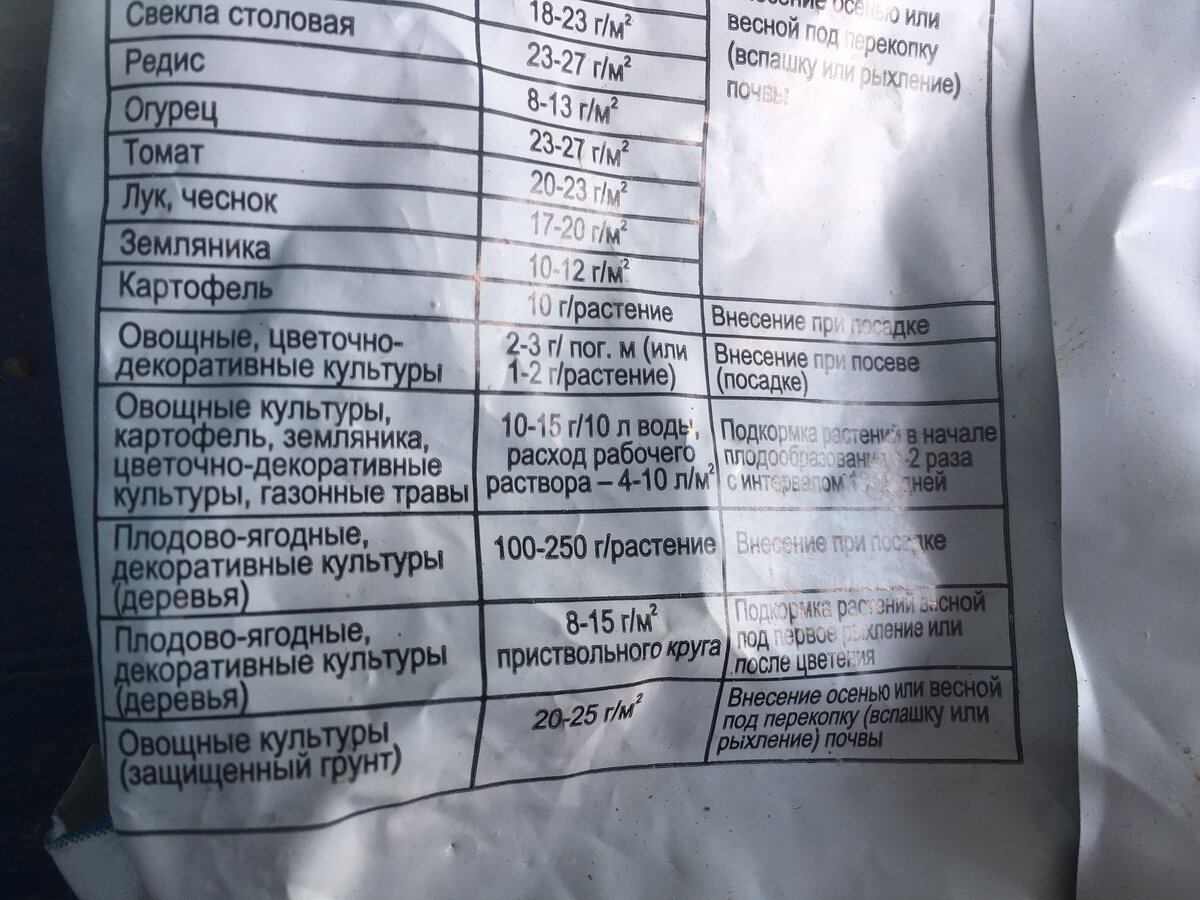 Свекла столовая
18-23 г/м²
осенью или
весной под перекопку
(вспашку или рыхление)
почвы
Редис
23-27 г/м²
Огурец
8-13 г/м²
Томат
23-27 г/м²
Лук, чеснок
20-23 г/м²
Земляника
17-20 г/м²
Картофель
10-12 г/м²
10 г/растение
Внесение при посадке
Овощные, цветочно-
декоративные культуры
2-3 г/ пог. м (или
1-2 г/растение)
Внесение при посеве
(посадке)
Овощные культуры,
картофель, земляника,
цветочно-декоративные
культуры, газонные травы
10-15 г/10 л воды,
расход рабочего
раствора – 4-10 л/м²
Подкормка растений в начале
плодообразования раза
с интервалом дней
Плодово-ягодные,
декоративные культуры
(деревья)
100-250 г/растение
Внесение при посадке
Плодово-ягодные,
декоративные культуры
(деревья)
8-15 г/м²
приствольного круга
Подкормка растений весной
под первое рыхление или
после цветения
Овощные культуры
(защищенный грунт)
20-25 г/м²
Внесение осенью или весной
под перекопку (вспашку или
рыхление) почвы